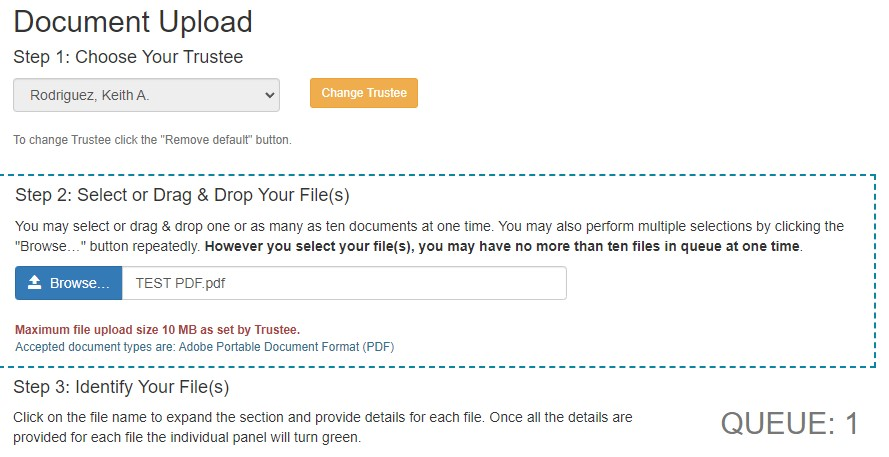 Document Upload
Step 1: Choose Your Trustee
Rodriguez, Keith A.
Change Trustee
To change Trustee click the "Remove default" button.
Step 2: Select or Drag & Drop Your File(s)
You may select or drag & drop one or as many as ten documents at one time. You may also perform multiple selections by clicking the
"Browse…" button repeatedly. However you select your file(s), you may have no more than ten files in queue at one time.
Browse… TEST PDF.pdf
Maximum file upload size 10 MB as set by Trustee.
Accepted document types are: Adobe Portable Document Format (PDF)
Step 3: Identify Your File(s)
Click on the file name to expand the section and provide details for each file. Once all the details are
provided for each file the individual panel will turn green.
QUEUE: 1